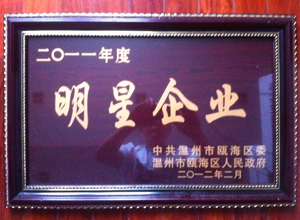 二〇一一年度
明星企业
中共温州市瓯海区委
温州市瓯海区人民政府
二〇一二年二月